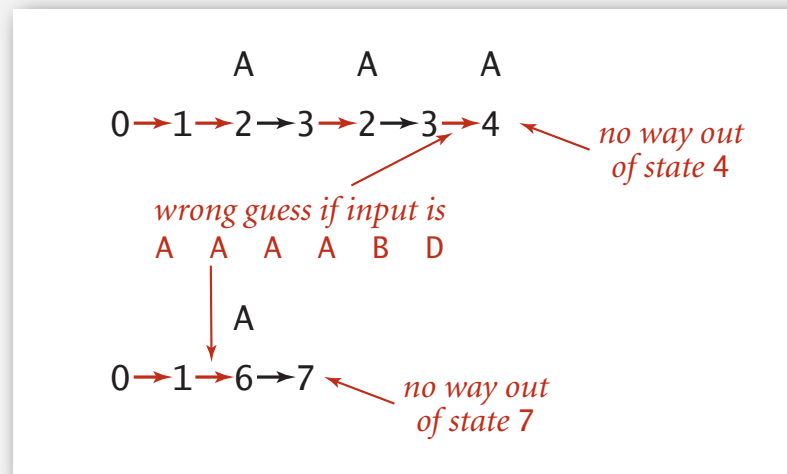 A A A
0 1 2 3 2 3 4
no way out
of state 4
wrong guess if input is
A A A A B D
A
0 1 6 7
no way out
of state 7